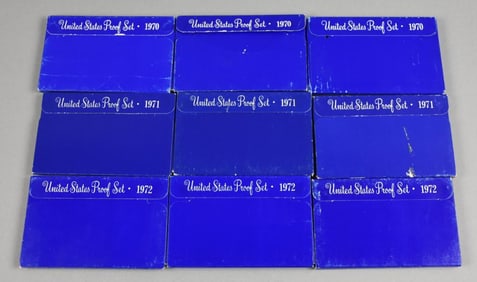 United States Proof Set · 1970
United States Proof Set · 1970
United States Proof Set · 1970
United States Proof Set · 1971
United States Proof Set · 1971
United States Proof Set · 1971
United States Proof Set · 1972
United States Proof Set · 1972
United States Proof Set · 1972